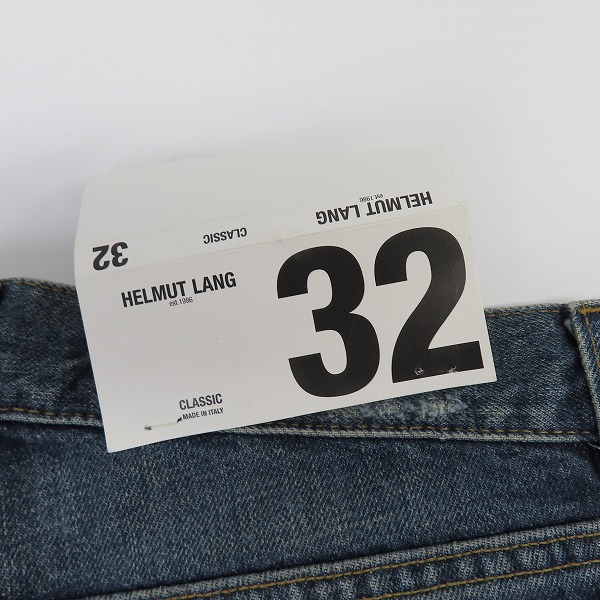 HELMUT LANG
est.1986
CLASSIC
32
HELMUT LANG
est.1986
32
CLASSIC
MADE IN ITALY